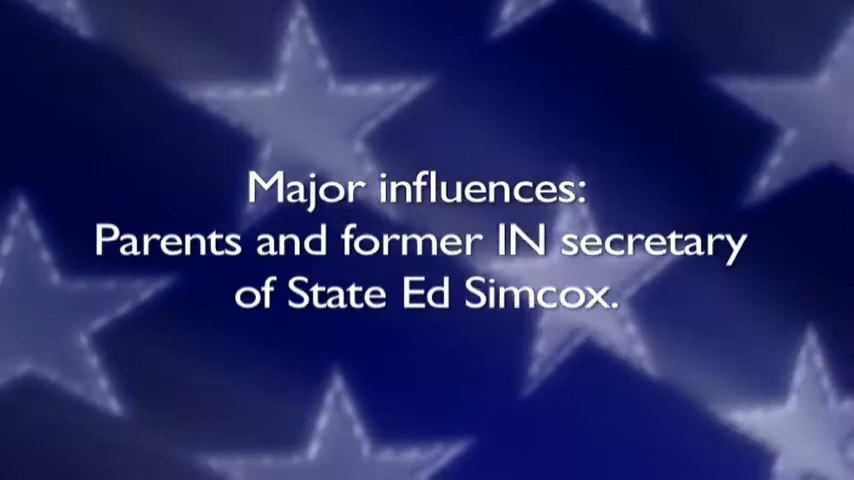 Major influences:
Parents and former IN secretary
of State Ed Simcox.